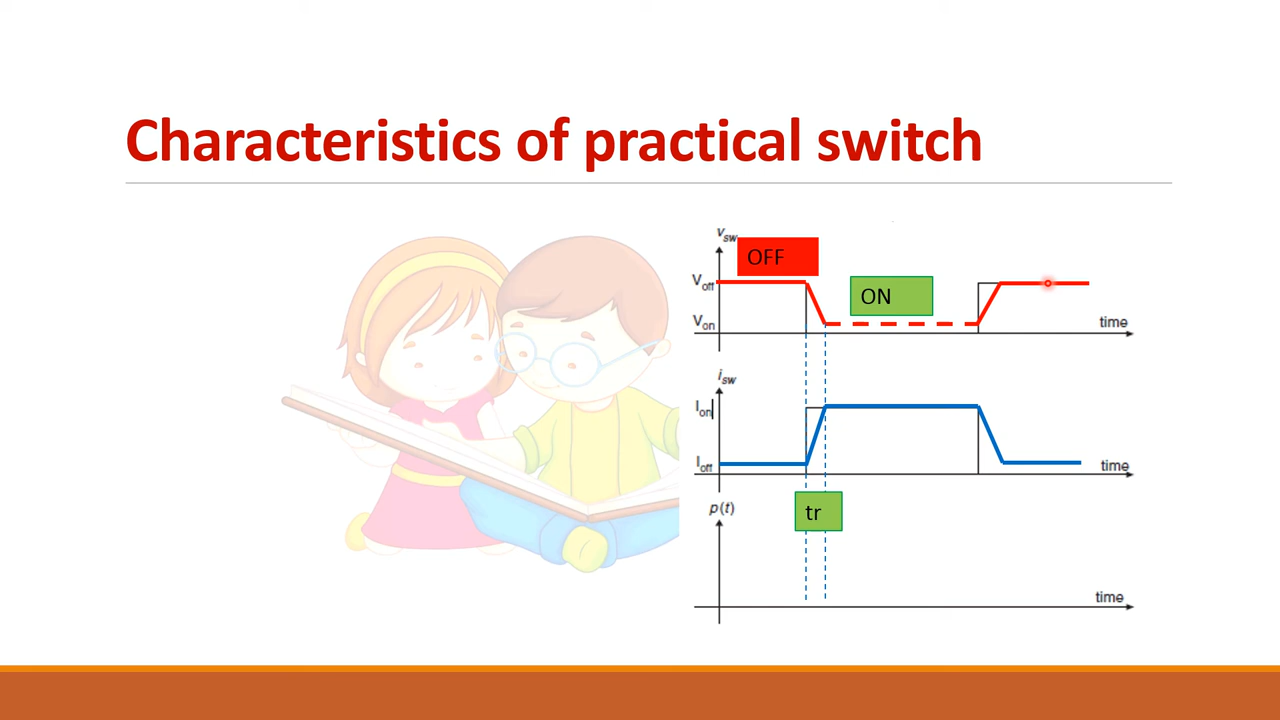 Characteristics of practical switch
vsw
OFF
Voff
ON
Von
time
isw
Ion
Ioff
time
tr
p(t)
time